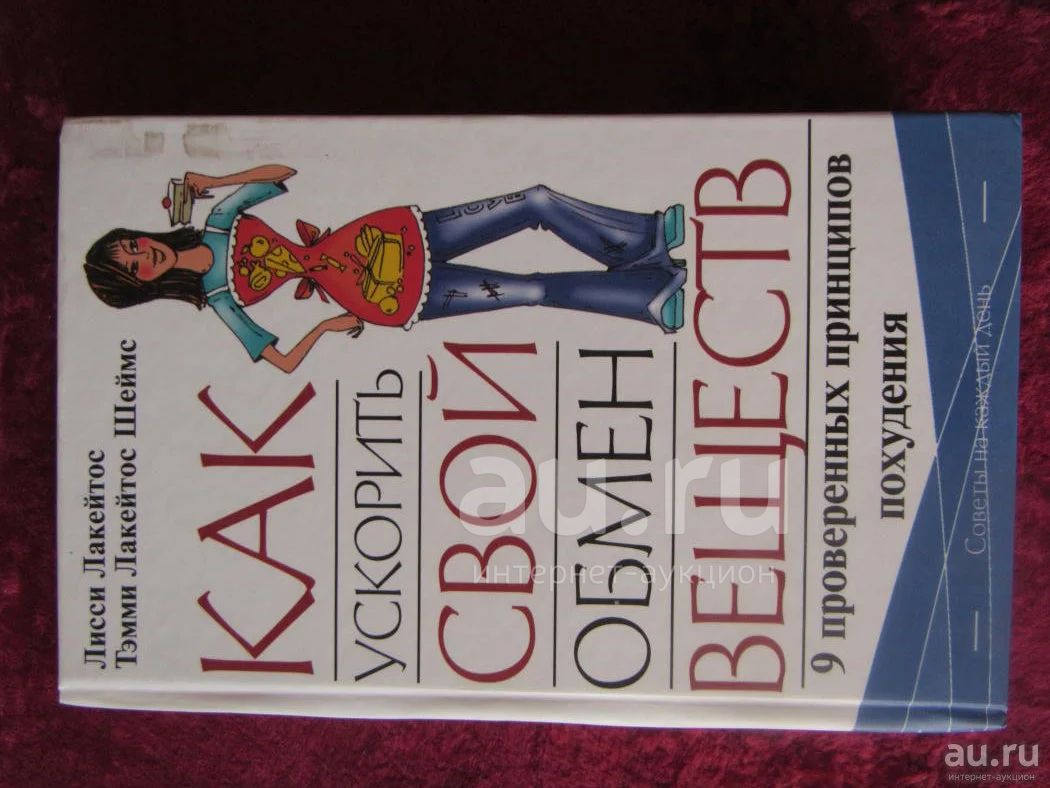 Лисси Лакейтос
Тэмми Лакейтос Шеймс
КАК
УСКОРИТЬ
СВОЙ
ОБМЕН
ВЕЩЕСТВ
9 проверенных принципов
похудения
Советы на каждый день
au.ru
интернет-аукцион
au.ru
интернет-аукцион